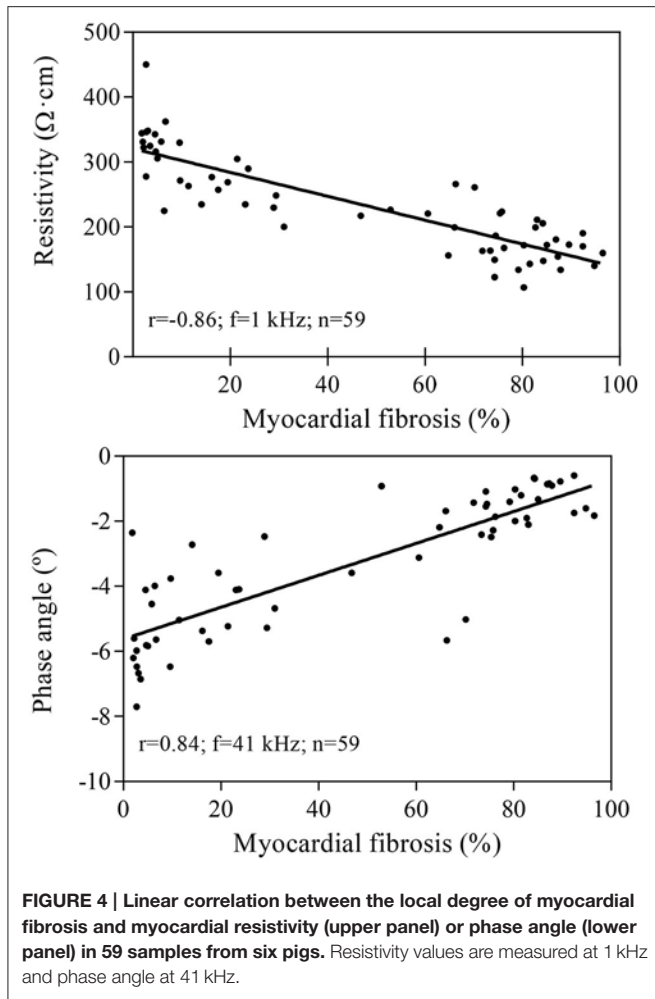 500
400
300
200
100
0
Resistivity (Ω·cm)
r=-0.86; f=1 kHz; n=59
20 40 60 80 100
Myocardial fibrosis (%)
0
-2
-4
-6
-8
-10
Phase angle (º)
r=0.84; f=41 kHz; n=59
0 20 40 60 80 100
Myocardial fibrosis (%)
FIGURE 4 | Linear correlation between the local degree of myocardial
fibrosis and myocardial resistivity (upper panel) or phase angle (lower
panel) in 59 samples from six pigs. Resistivity values are measured at 1 kHz
and phase angle at 41 kHz.